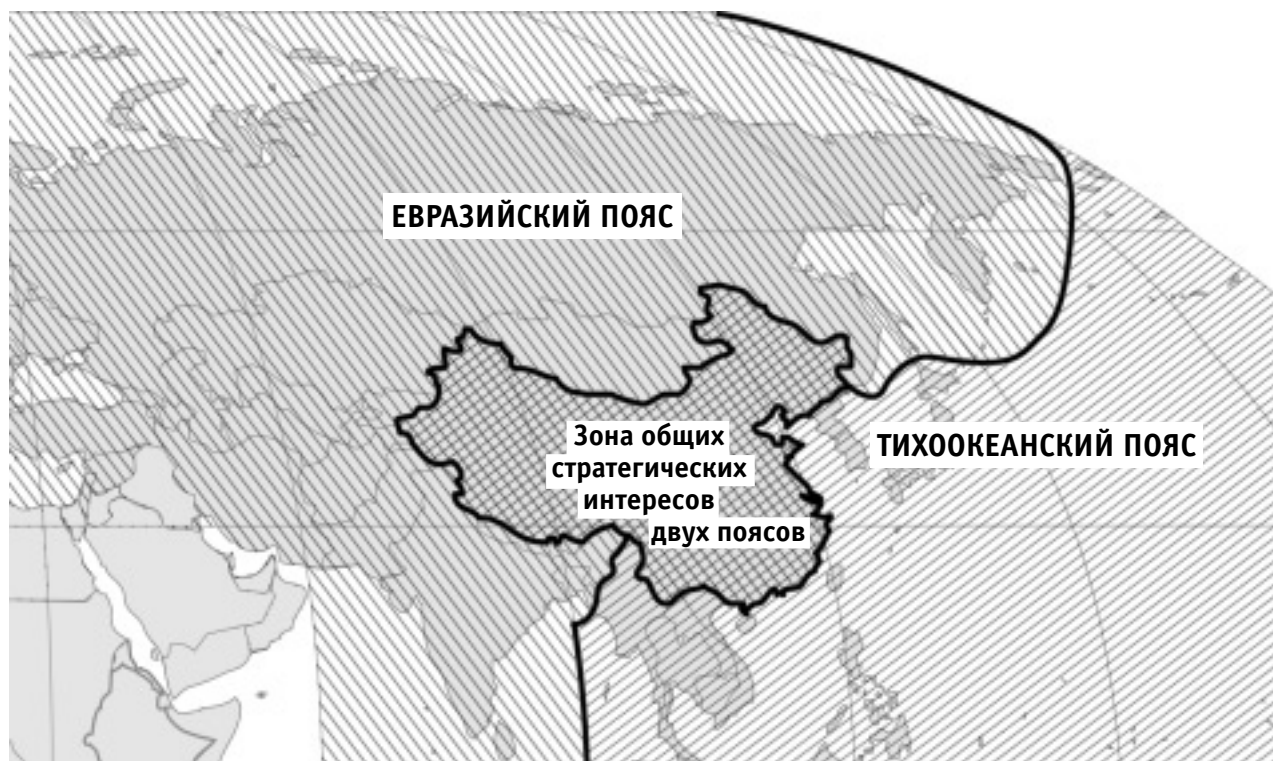 ЕВРАЗИЙСКИЙ ПОЯС
Зона общих
стратегических
интересов
двух поясов
ТИХООКЕАНСКИЙ ПОЯС